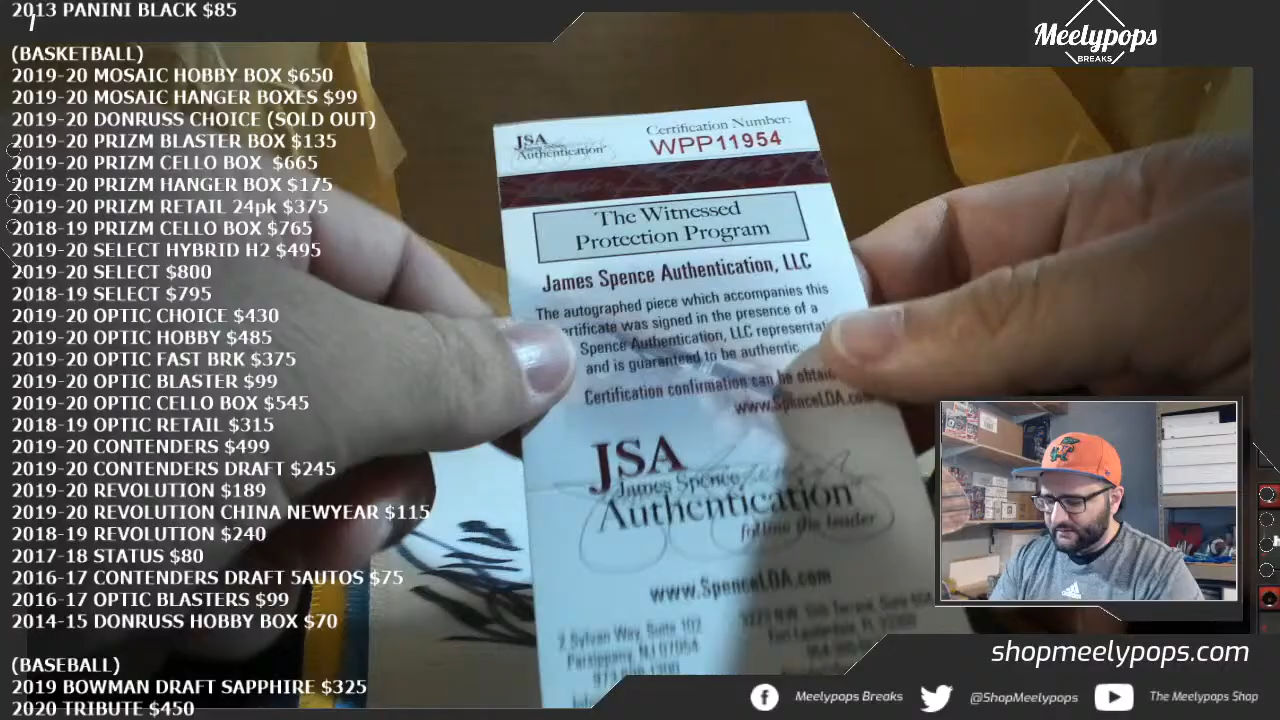 2013 PANINI BLACK $85
(BASKETBALL)
2019-20 MOSAIC HOBBY BOX $650
2019-20 MOSAIC HANGER BOXES $99
2019-20 DONRUSS CHOICE (SOLD OUT)
2019-20 PRIZM BLASTER BOX $135
2019-20 PRIZM CELLO BOX $665
2019-20 PRIZM HANGER BOX $175
2019-20 PRIZM RETAIL 24pk $375
2018-19 PRIZM CELLO BOX $765
2019-20 SELECT HYBRID H2 $495
2019-20 SELECT $800
2018-19 SELECT $795
2019-20 OPTIC CHOICE $430
2019-20 OPTIC HOBBY $485
2019-20 OPTIC FAST BRK $375
2019-20 OPTIC BLASTER $99
2019-20 OPTIC CELLO BOX $545
2018-19 OPTIC RETAIL $315
2019-20 CONTENDERS $499
2019-20 CONTENDERS DRAFT $245
2019-20 REVOLUTION $189
2019-20 REVOLUTION CHINA NEWYEAR $115
2018-19 REVOLUTION $240
2017-18 STATUS $80
2016-17 CONTENDERS DRAFT 5AUTOS $75
2016-17 OPTIC BLASTERS $99
2014-15 DONRUSS HOBBY BOX $70
(BASEBALL)
2019 BOWMAN DRAFT SAPPHIRE $325
2020 TRIBUTE $450
Meelypops
BREAKS
JSA
Authentication
Certification Number:
WPP11954
The Witnessed
Protection Program
James Spence Authentication, LLC
The autographed piece which accompanies this
certificate was signed in the presence of a
Spence Authentication, LLC
and is guaranteed to be authentic.
Certification confirmation can be
www.SpenceLOA.com
JSA
James Spence
Authentication
follow the leader
www.SpenceLOA.com
2 Sylvan Way, Suite 102
Parsippany, NJ 07054
shopmeelypops.com
Meelypops Breaks
@ShopMeelypops
The Meelypops Shop